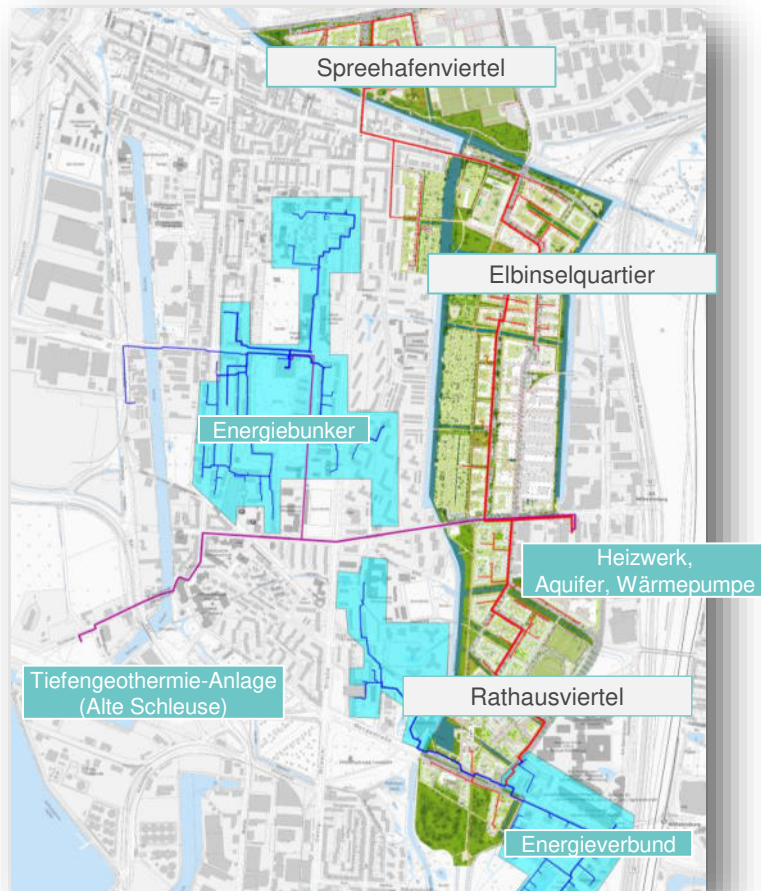 Spreehafenviertel
Elbinselquartier
Energiebunker
Heizwerk,
Aquifer, Wärmepumpe
Tiefengeothermie-Anlage
(Alte Schleuse)
Rathausviertel
Energieverbund